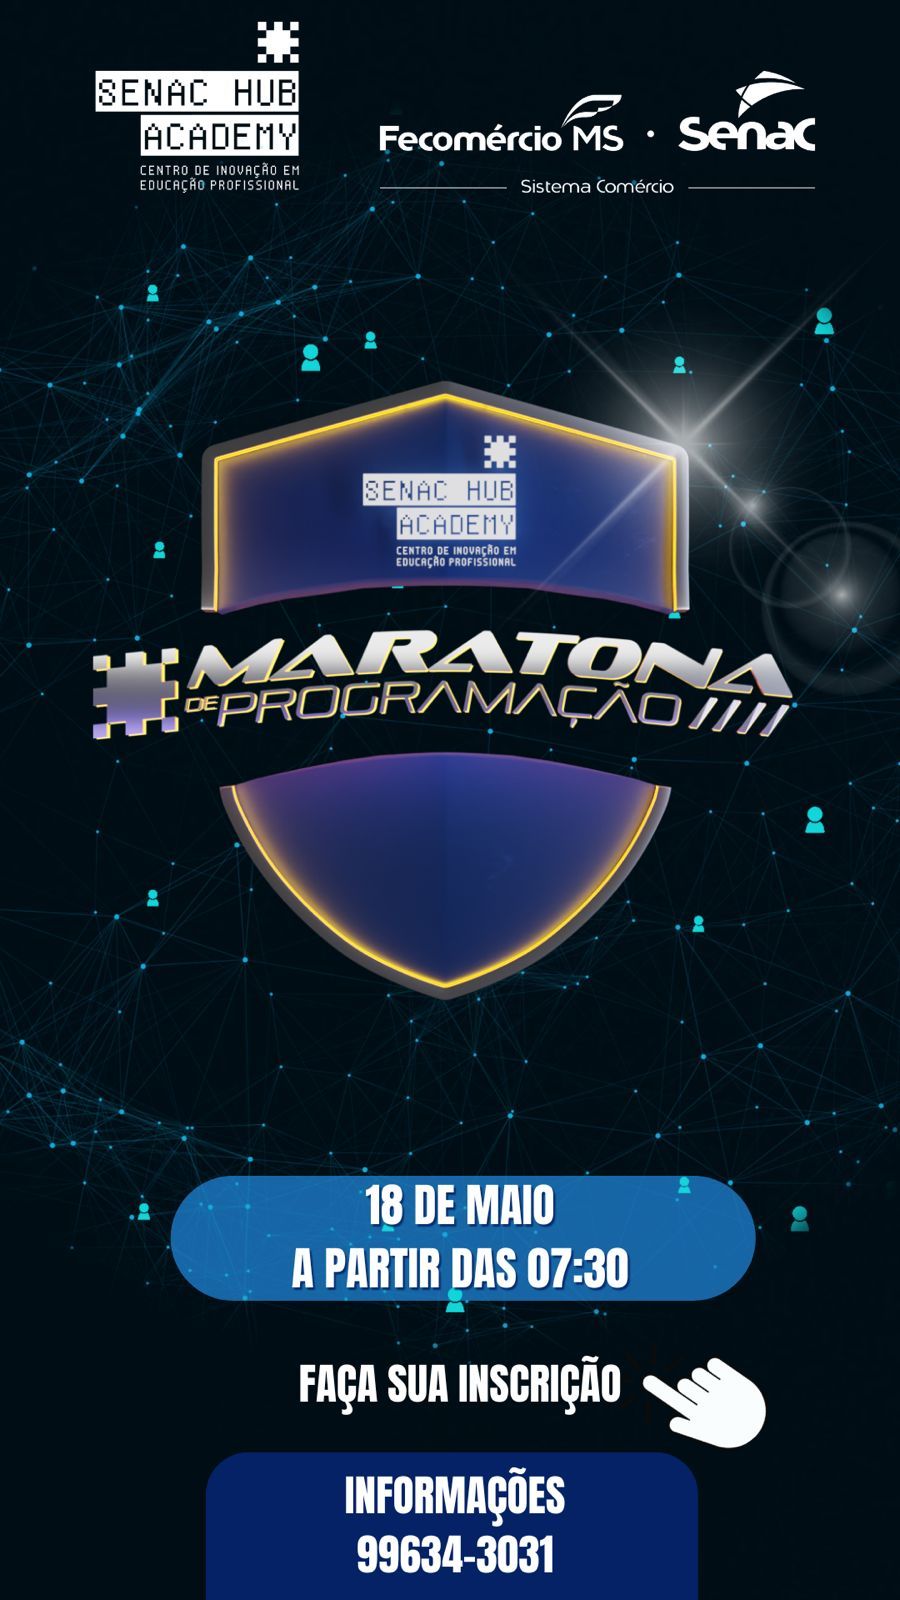 SENAC HUB
ACADEMY
CENTRO DE INOVAÇÃO EM
EDUCAÇÃO PROFISSIONAL
Fecomércio MS · Senac
Sistema Comércio
SENAC HUB
ACADEMY
CENTRO DE INOVAÇÃO EM
EDUCAÇÃO PROFISSIONAL
#MARATONA
DE PROGRAMAÇÃO ////
18 DE MAIO
A PARTIR DAS 07:30
FAÇA SUA INSCRIÇÃO
INFORMAÇÕES
99634-3031